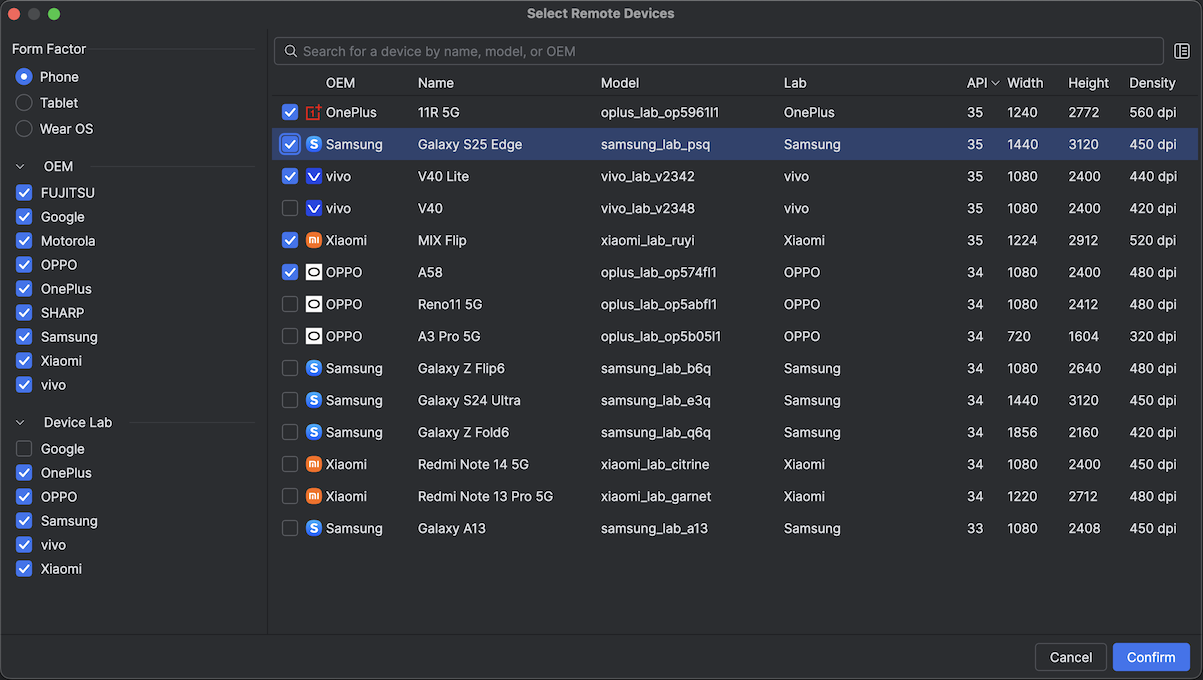 Select Remote Devices
Form Factor
Phone
Tablet
Wear OS
OEM
FUJITSU
Google
Motorola
OPPO
OnePlus
SHARP
Samsung
Xiaomi
vivo
Device Lab
Google
OnePlus
OPPO
Samsung
vivo
Xiaomi
Search for a device by name, model, or OEM
OEM Name Model Lab API Width Height Density
OnePlus 11R 5G oplus_lab_op5961l1 OnePlus 35 1240 2772 560 dpi
S Samsung Galaxy S25 Edge samsung_lab_psq Samsung 35 1440 3120 450 dpi
vivo V40 Lite vivo_lab_v2342 vivo 35 1080 2400 440 dpi
vivo V40 vivo_lab_v2348 vivo 35 1080 2400 420 dpi
mi Xiaomi MIX Flip xiaomi_lab_ruyi Xiaomi 35 1224 2912 520 dpi
OPPO A58 oplus_lab_op574fl1 OPPO 34 1080 2400 480 dpi
OPPO Reno11 5G oplus_lab_op5abfl1 OPPO 34 1080 2412 480 dpi
OPPO A3 Pro 5G oplus_lab_op5b05l1 OPPO 34 720 1604 320 dpi
S Samsung Galaxy Z Flip6 samsung_lab_b6q Samsung 34 1080 2640 480 dpi
S Samsung Galaxy S24 Ultra samsung_lab_e3q Samsung 34 1440 3120 450 dpi
S Samsung Galaxy Z Fold6 samsung_lab_q6q Samsung 34 1856 2160 420 dpi
mi Xiaomi Redmi Note 14 5G xiaomi_lab_citrine Xiaomi 34 1080 2400 450 dpi
mi Xiaomi Redmi Note 13 Pro 5G xiaomi_lab_garnet Xiaomi 34 1220 2712 480 dpi
S Samsung Galaxy A13 samsung_lab_a13 Samsung 33 1080 2408 450 dpi
Cancel Confirm